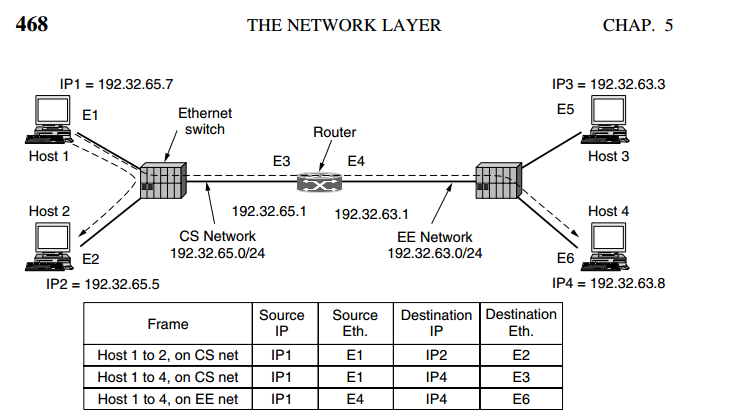 468 THE NETWORK LAYER CHAP. 5
IP1 = 192.32.65.7
IP3 = 192.32.63.3
E1
Ethernet
switch
E5
Router
Host 1
E3
E4
Host 3
Host 2
192.32.65.1
192.32.63.1
Host 4
CS Network
192.32.65.0/24
EE Network
192.32.63.0/24
E2
E6
IP2 = 192.32.65.5
IP4 = 192.32.63.8
Frame Source IP Source Eth. Destination IP Destination Eth.
Host 1 to 2, on CS net IP1 E1 IP2 E2
Host 1 to 4, on CS net IP1 E1 IP4 E3
Host 1 to 4, on EE net IP1 E4 IP4 E6